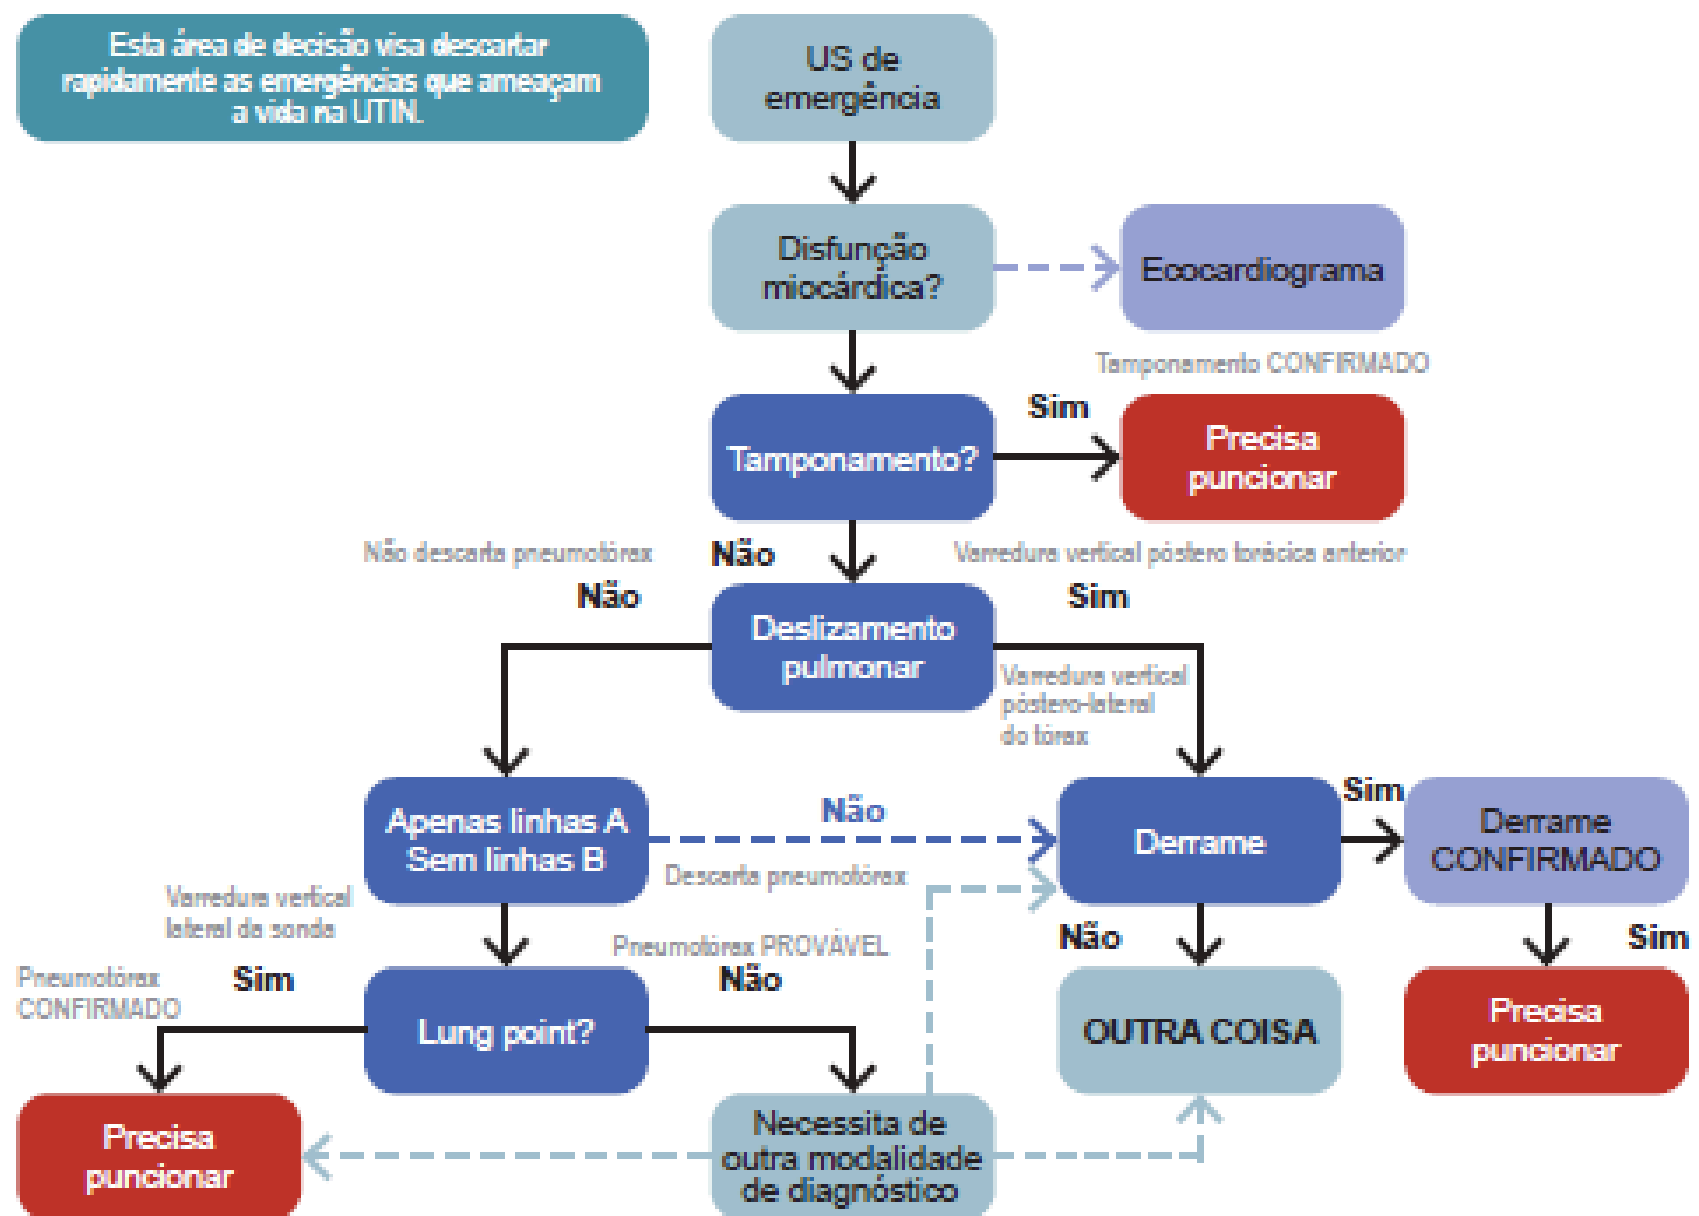 Esta área de decisão visa descartar
rapidamente as emergências que ameaçam
a vida na UTIN.
US de
emergência
Disfunção
miocárdica?
Ecocardiograma
Tamponamento CONFIRMADO
Tamponamento?
Sim
Precisa
puncionar
Não descarta pneumotórax
Não
Varredura vertical póstero torácica anterior
Não
Sim
Deslizamento
pulmonar
Varredura vertical
póstero-lateral
do tórax
Apenas linhas A
Sem linhas B
Não
Descarta pneumotórax
Derrame
Sim
Derrame
CONFIRMADO
Varredura vertical
lateral da sonda
Pneumotórax PROVÁVEL
Não
Sim
Pneumotórax
CONFIRMADO
Sim
Não
Lung point?
OUTRA COISA
Precisa
puncionar
Precisa
puncionar
Necessita de
outra modalidade
de diagnóstico